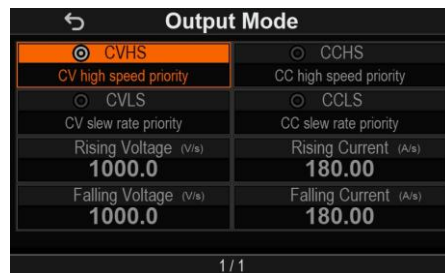 Output Mode
CVHS
CV high speed priority
CCHS
CC high speed priority
CVLS
CV slew rate priority
CCLS
CC slew rate priority
Rising Voltage (V/s)
1000.0
Rising Current (A/s)
180.00
Falling Voltage (V/s)
1000.0
Falling Current (A/s)
180.00
1/1